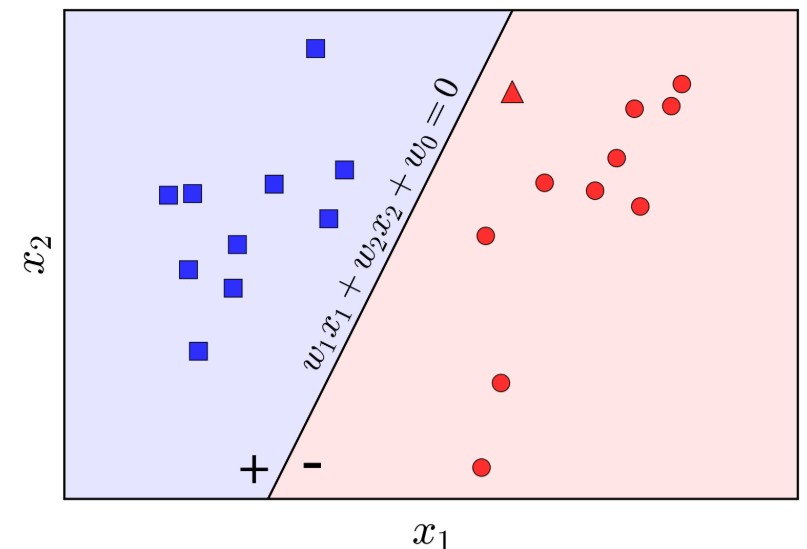 w₁x₁ + w₂x₂ + w₀ = 0
x₂
+ -
x₁